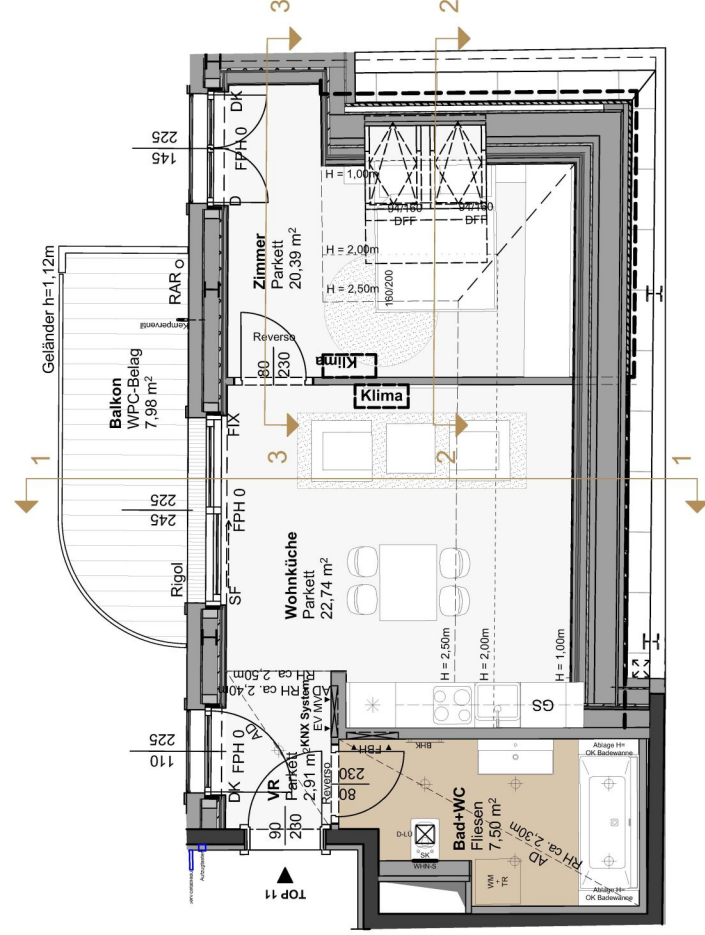 3
2
225
145
DK
FPH 0
D
H = 1,00m
94/160
DFF
94/160
DFF
Zimmer
Parkett
20,39 m²
H = 2,00m
H = 2,50m
160/200
Geländer h=1,12m
RAR
Kemperventil
Balkon
WPC-Belag
7,98 m²
Reverso
80
230
Klima
Klima
FIX
3
2
1
1
225
245
FPH 0
Rigol
SF
Wohnküche
Parkett
22,74 m²
H = 2,50m
H = 2,00m
H = 1,00m
RH ca. 2,50m
AD
RH ca. 2,40m
KNX System
EV MV
GS
225
110
FPH 0
DK
AD
VR
Parkett
2,91 m²
Reverso
80
230
FBH
BHK
90
230
TOP 11
Aufzugtaster
Bad+WC
Fliesen
7,50 m²
D-LÜ
SK
WHN-S
WM
+
TR
AD
RH ca. 2,30m
Ablage H=
OK Badewanne
Ablage H=
OK Badewanne